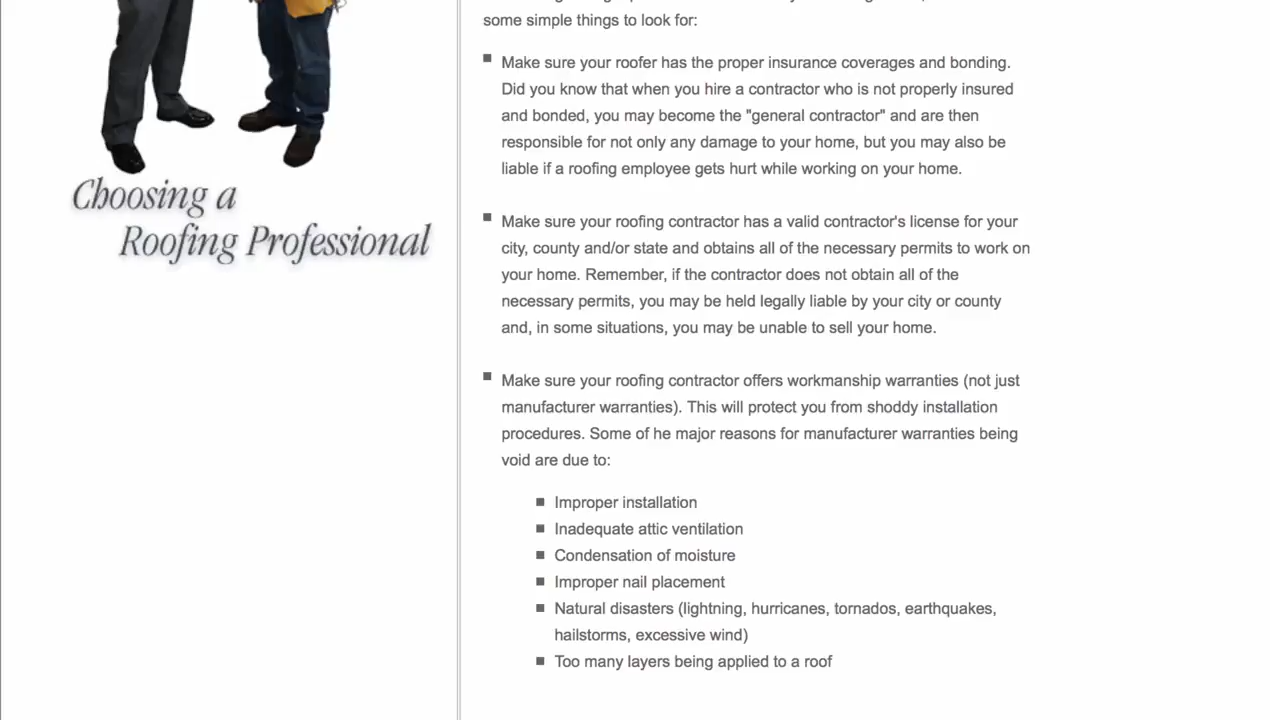 some simple things to look for:
Make sure your roofer has the proper insurance coverages and bonding.
Did you know that when you hire a contractor who is not properly insured
and bonded, you may become the "general contractor" and are then
responsible for not only any damage to your home, but you may also be
liable if a roofing employee gets hurt while working on your home.
Make sure your roofing contractor has a valid contractor's license for your
city, county and/or state and obtains all of the necessary permits to work on
your home. Remember, if the contractor does not obtain all of the
necessary permits, you may be held legally liable by your city or county
and, in some situations, you may be unable to sell your home.
Make sure your roofing contractor offers workmanship warranties (not just
manufacturer warranties). This will protect you from shoddy installation
procedures. Some of he major reasons for manufacturer warranties being
void are due to:
Improper installation
Inadequate attic ventilation
Condensation of moisture
Improper nail placement
Natural disasters (lightning, hurricanes, tornados, earthquakes,
hailstorms, excessive wind)
Too many layers being applied to a roof
Choosing a
Roofing Professional